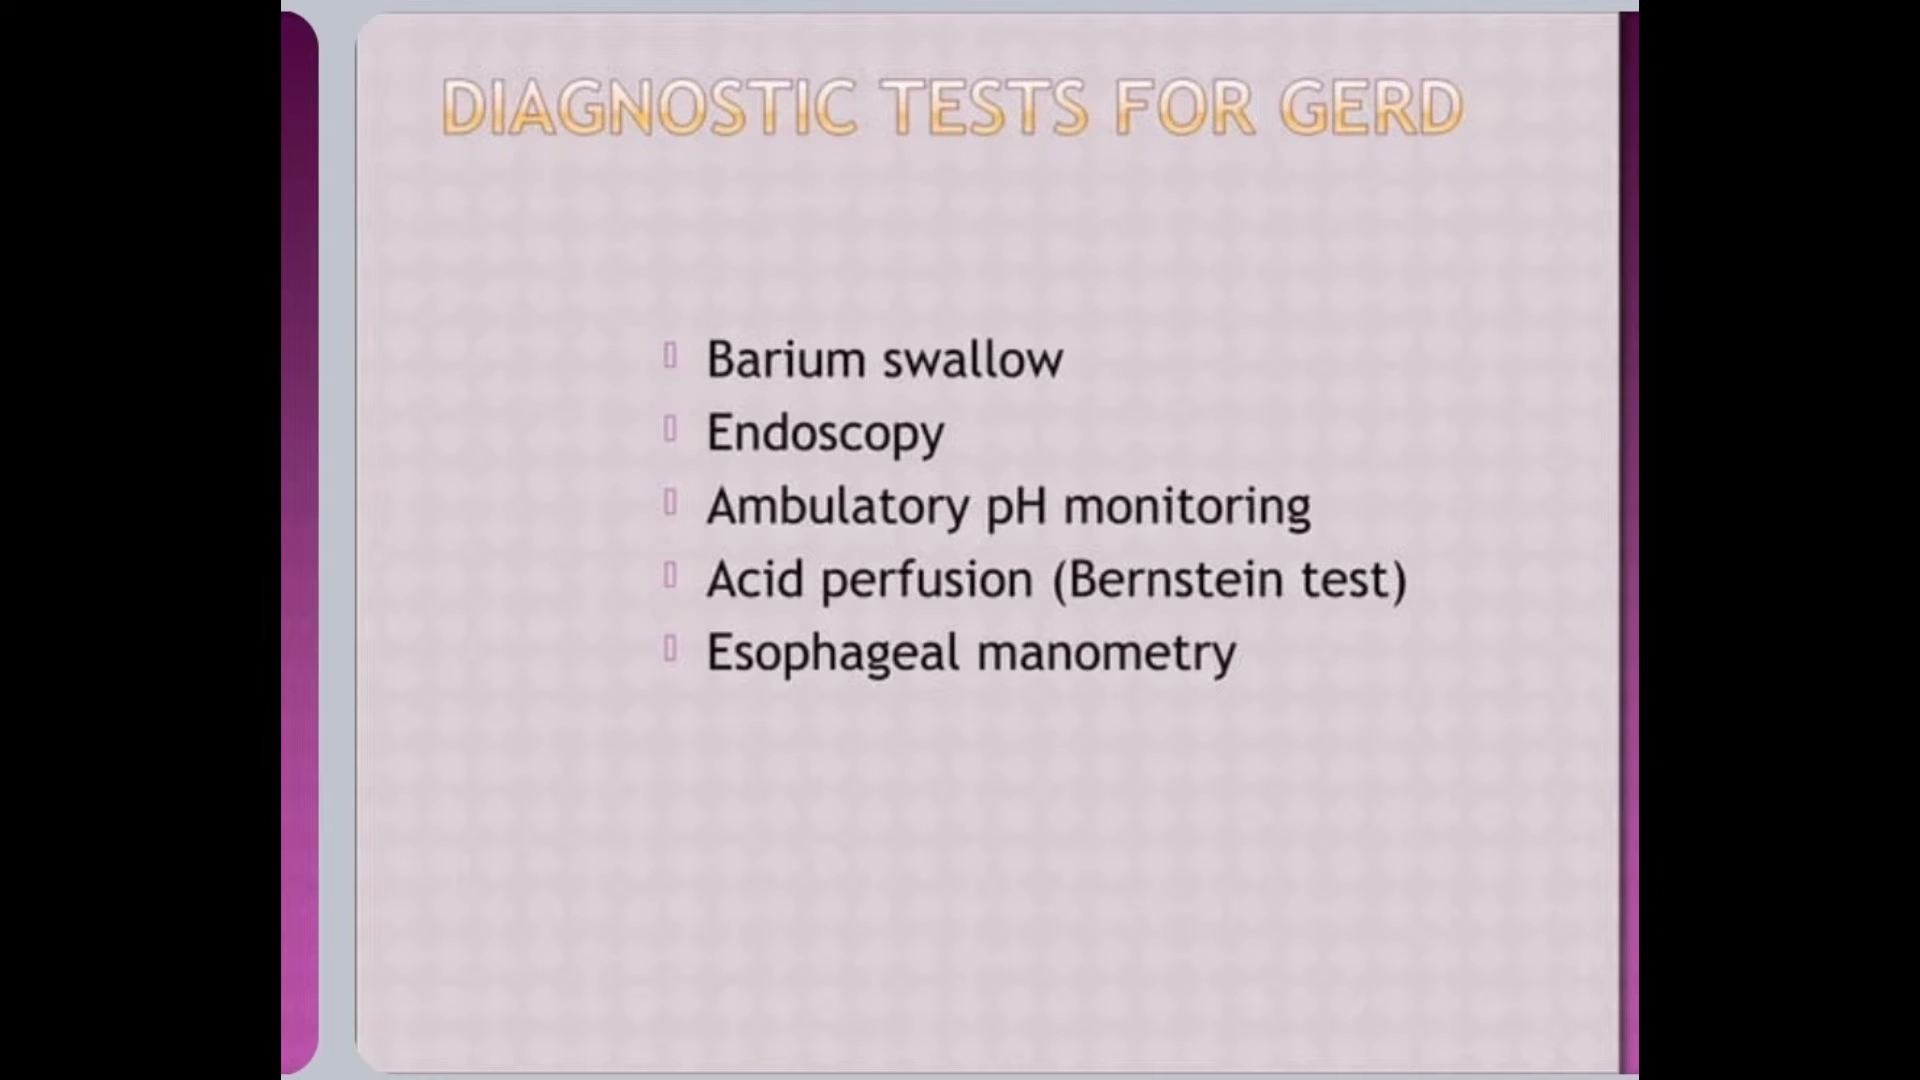 DIAGNOSTIC TESTS FOR GERD
Barium swallow
Endoscopy
Ambulatory pH monitoring
Acid perfusion (Bernstein test)
Esophageal manometry